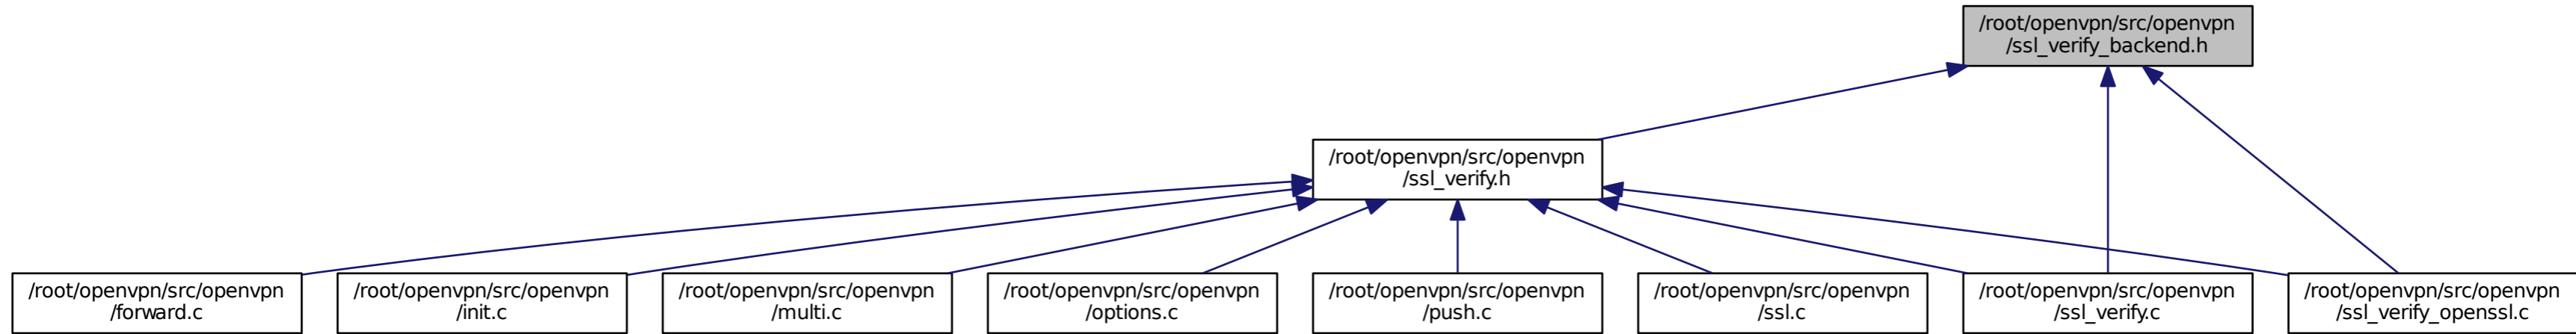 /root/openvpn/src/openvpn
/ssl_verify_backend.h
/root/openvpn/src/openvpn
/ssl_verify.h
/root/openvpn/src/openvpn
/forward.c
/root/openvpn/src/openvpn
/init.c
/root/openvpn/src/openvpn
/multi.c
/root/openvpn/src/openvpn
/options.c
/root/openvpn/src/openvpn
/push.c
/root/openvpn/src/openvpn
/ssl.c
/root/openvpn/src/openvpn
/ssl_verify.c
/root/openvpn/src/openvpn
/ssl_verify_openssl.c